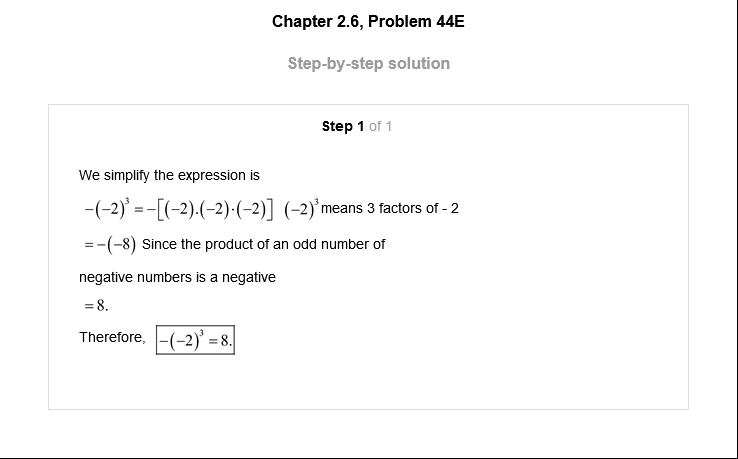 Chapter 2.6, Problem 44E
Step-by-step solution
Step 1 of 1
We simplify the expression is
−(−2)³ = −[(−2).(−2)·(−2)] (−2)³ means 3 factors of - 2
= −(−8) Since the product of an odd number of
negative numbers is a negative
= 8.
Therefore, −(−2)³ = 8.